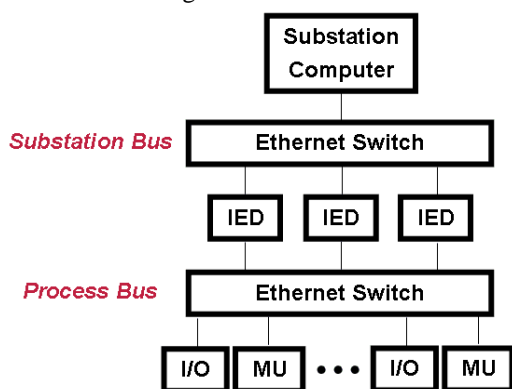 Substation
Computer
Substation Bus
Ethernet Switch
IED IED IED
Process Bus
Ethernet Switch
I/O MU ••• I/O MU